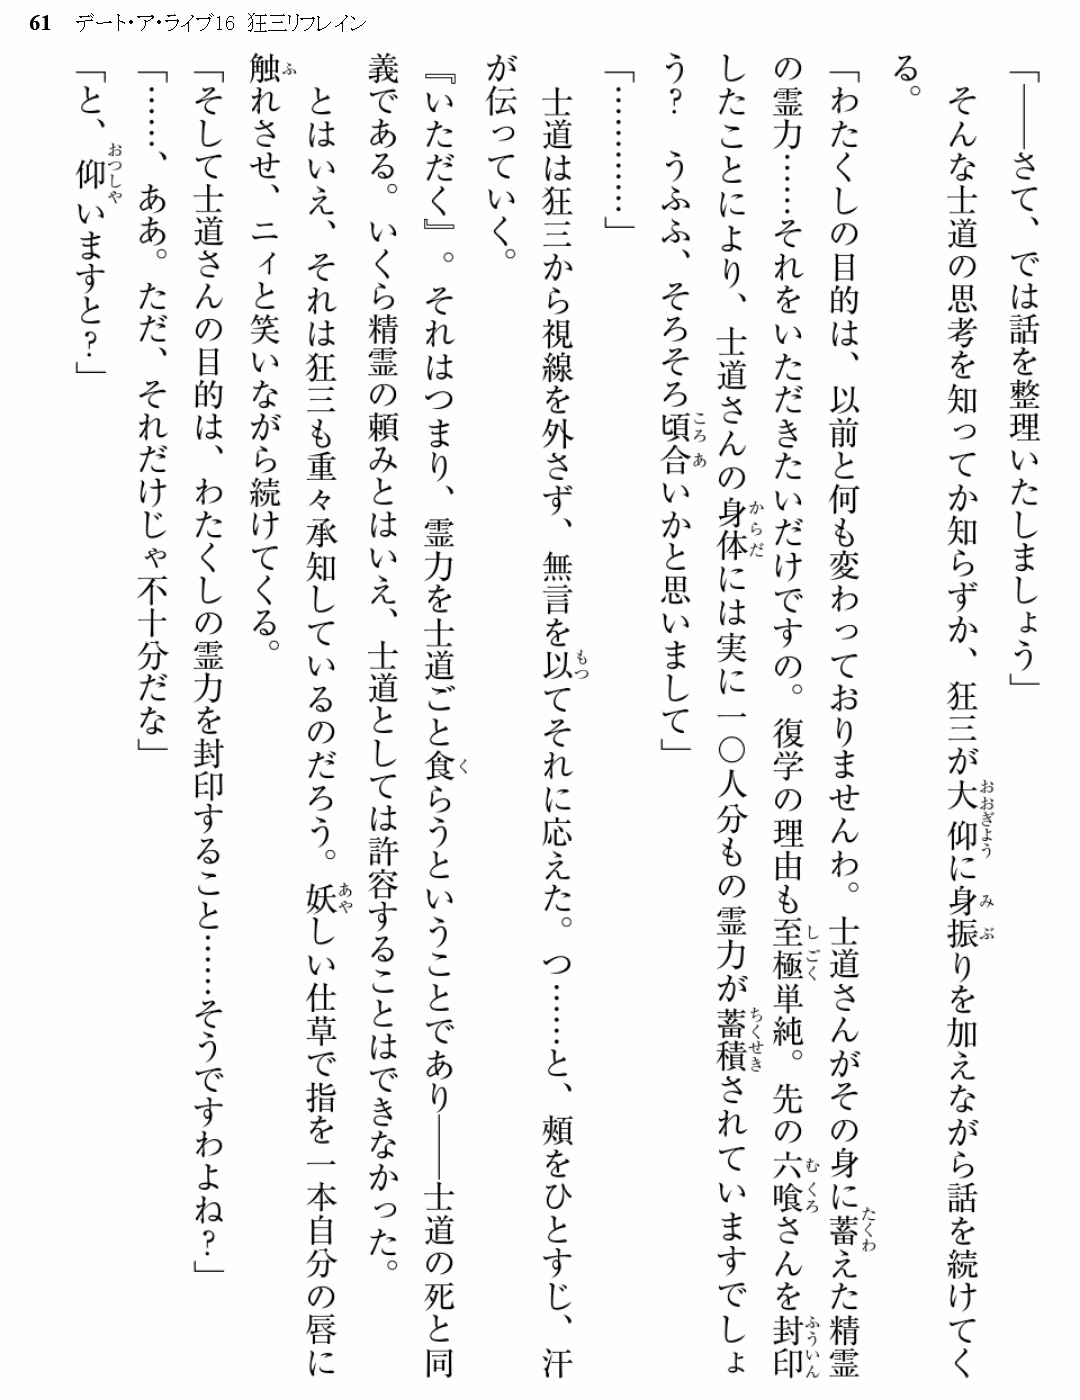 61 デート・ア・ライブ16 狂三リフレイン
「――さて、では話を整理いたしましょう」
そんな士道の思考を知ってか知らずか、狂三が大仰に身振りを加えながら話を続けてく
る。
「わたくしの目的は、以前と何も変わっておりませんわ。士道さんがその身に蓄えた精霊
の霊力……それをいただきたいだけですの。復学の理由も至極単純。先の六喰さんを封印
したことにより、士道さんの身体には実に一〇人分もの霊力が蓄積されていますでしょ
う？　うふふ、そろそろ頃合いかと思いまして」
「…………」
士道は狂三から視線を外さず、無言を以てそれに応えた。つ……と、頰をひとすじ、汗
が伝っていく。
『いただく』。それはつまり、霊力を士道ごと食らうということであり――士道の死と同
義である。いくら精霊の頼みとはいえ、士道としては許容することはできなかった。
とはいえ、それは狂三も重々承知しているのだろう。妖しい仕草で指を一本自分の唇に
触れさせ、ニィと笑いながら続けてくる。
「そして士道さんの目的は、わたくしの霊力を封印すること……そうですわよね？」
「……、ああ。ただ、それだけじゃ不十分だな」
「と、仰いますと？」